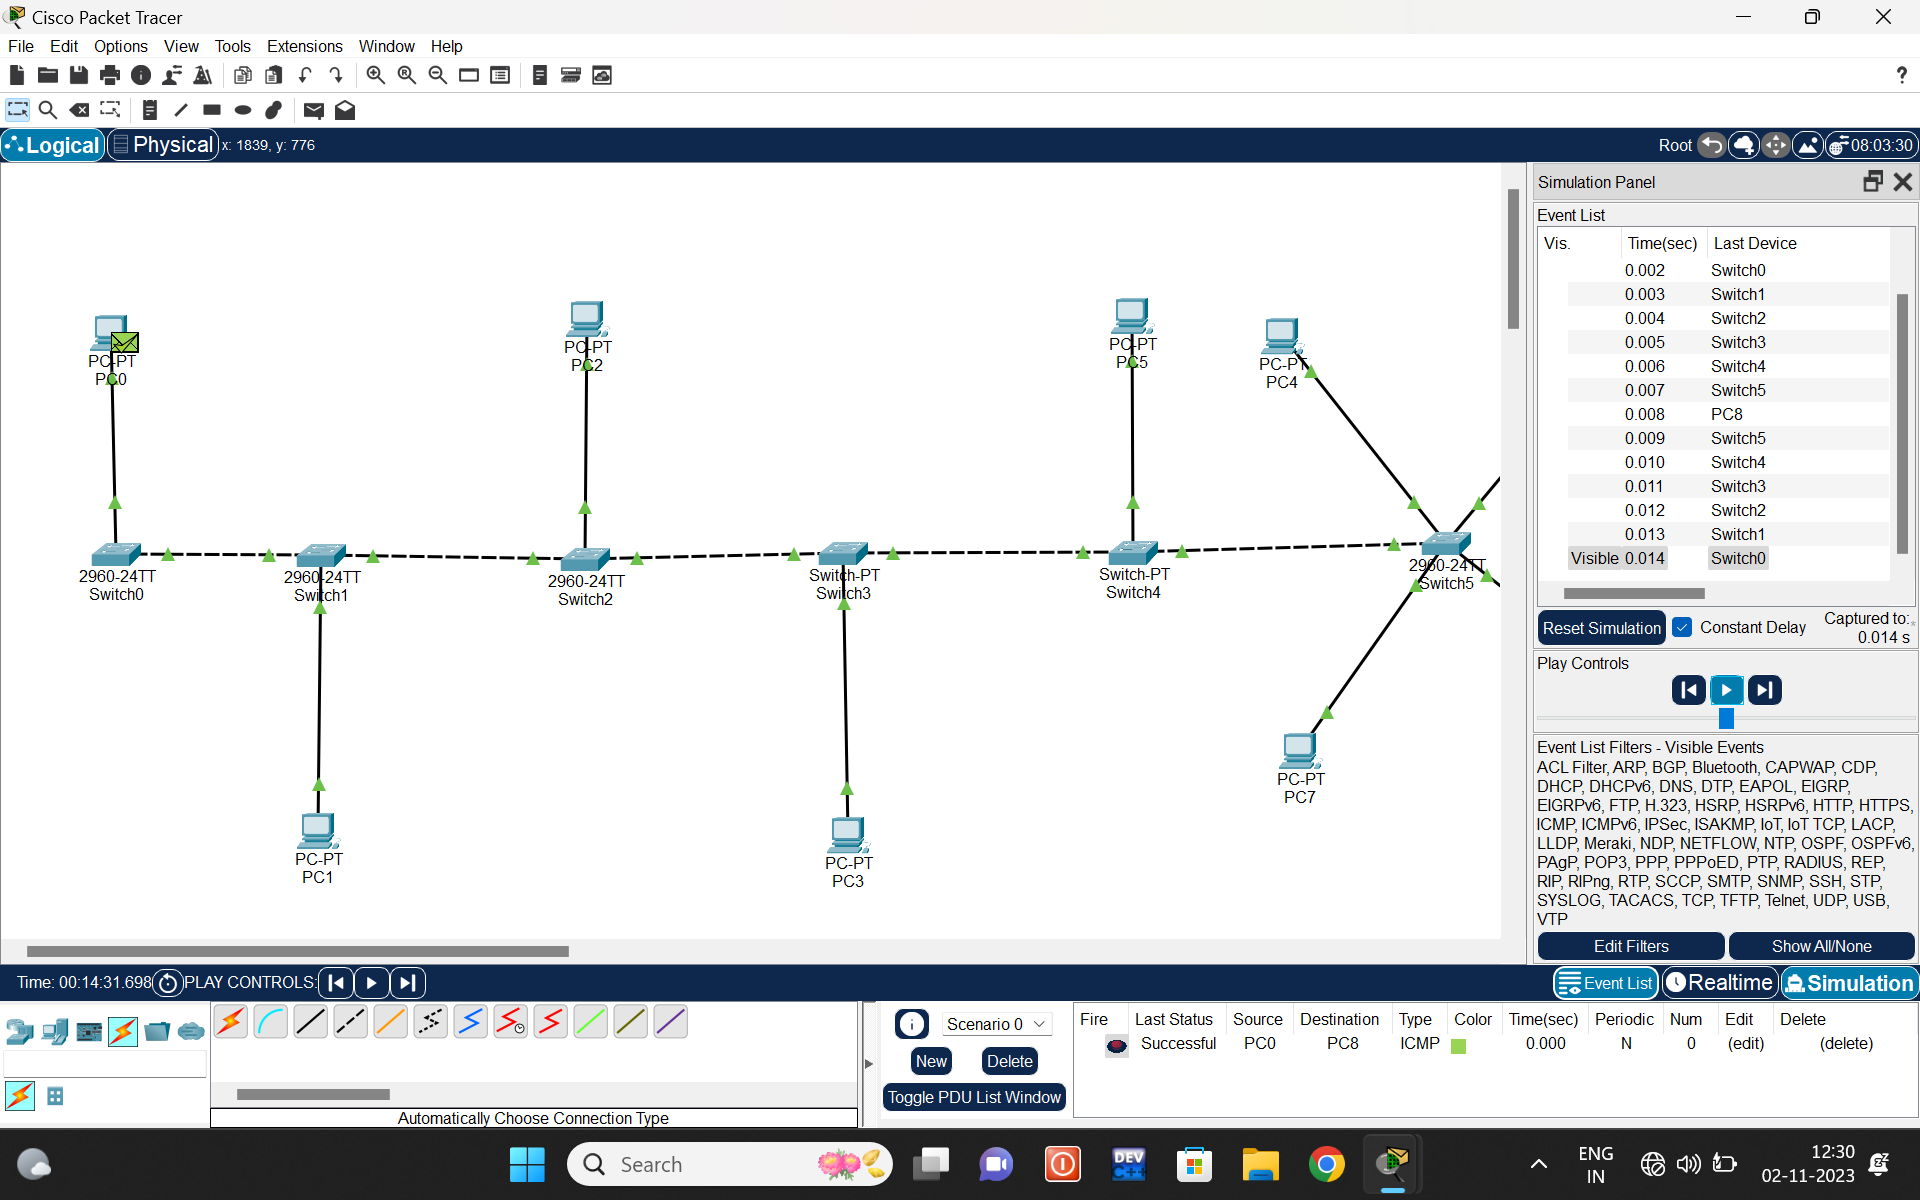 Cisco Packet Tracer
File Edit Options View Tools Extensions Window Help
?
Logical Physical x: 1839, y: 776 Root 08:03:30
Simulation Panel
Event List
Vis. Time(sec) Last Device
0.002 Switch0
0.003 Switch1
0.004 Switch2
0.005 Switch3
0.006 Switch4
0.007 Switch5
0.008 PC8
0.009 Switch5
0.010 Switch4
0.011 Switch3
0.012 Switch2
0.013 Switch1
Visible 0.014 Switch0
Reset Simulation Constant Delay Captured to:*
0.014 s
Play Controls
Event List Filters - Visible Events
ACL Filter, ARP, BGP, Bluetooth, CAPWAP, CDP,
DHCP, DHCPv6, DNS, DTP, EAPOL, EIGRP,
EIGRPv6, FTP, H.323, HSRP, HSRPv6, HTTP, HTTPS,
ICMP, ICMPv6, IPSec, ISAKMP, IoT, IoT TCP, LACP,
LLDP, Meraki, NDP, NETFLOW, NTP, OSPF, OSPFv6,
PAgP, POP3, PPP, PPPoED, PTP, RADIUS, REP,
RIP, RIPng, RTP, SCCP, SMTP, SNMP, SSH, STP,
SYSLOG, TACACS, TCP, TFTP, Telnet, UDP, USB,
VTP
Edit Filters Show All/None
PC-PT
PC0
PC-PT
PC2
PC-PT
PC5
PC-PT
PC4
2960-24TT
Switch0
2960-24TT
Switch1
2960-24TT
Switch2
Switch-PT
Switch3
Switch-PT
Switch4
2960-24TT
Switch5
PC-PT
PC1
PC-PT
PC3
PC-PT
PC7
Time: 00:14:31.698 PLAY CONTROLS: Event List Realtime Simulation
Automatically Choose Connection Type
Scenario 0
New Delete
Toggle PDU List Window
Fire Last Status Source Destination Type Color Time(sec) Periodic Num Edit Delete
Successful PC0 PC8 ICMP 0.000 N 0 (edit) (delete)
Search
DEV
C++
ENG
IN
12:30
02-11-2023